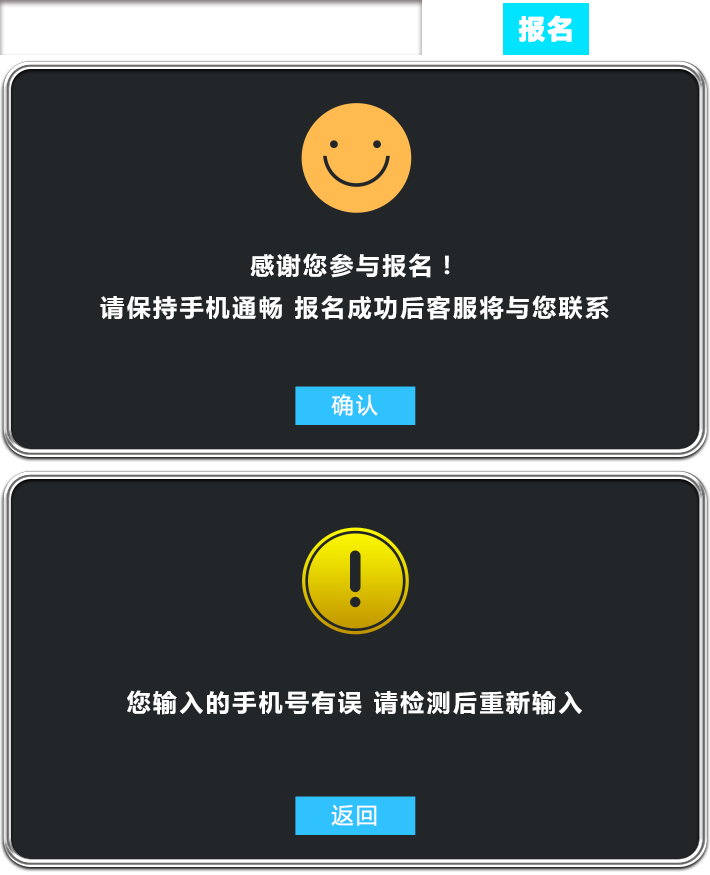 报名
感谢您参与报名！
请保持手机通畅 报名成功后客服将与您联系
确认
您输入的手机号有误 请检测后重新输入
返回